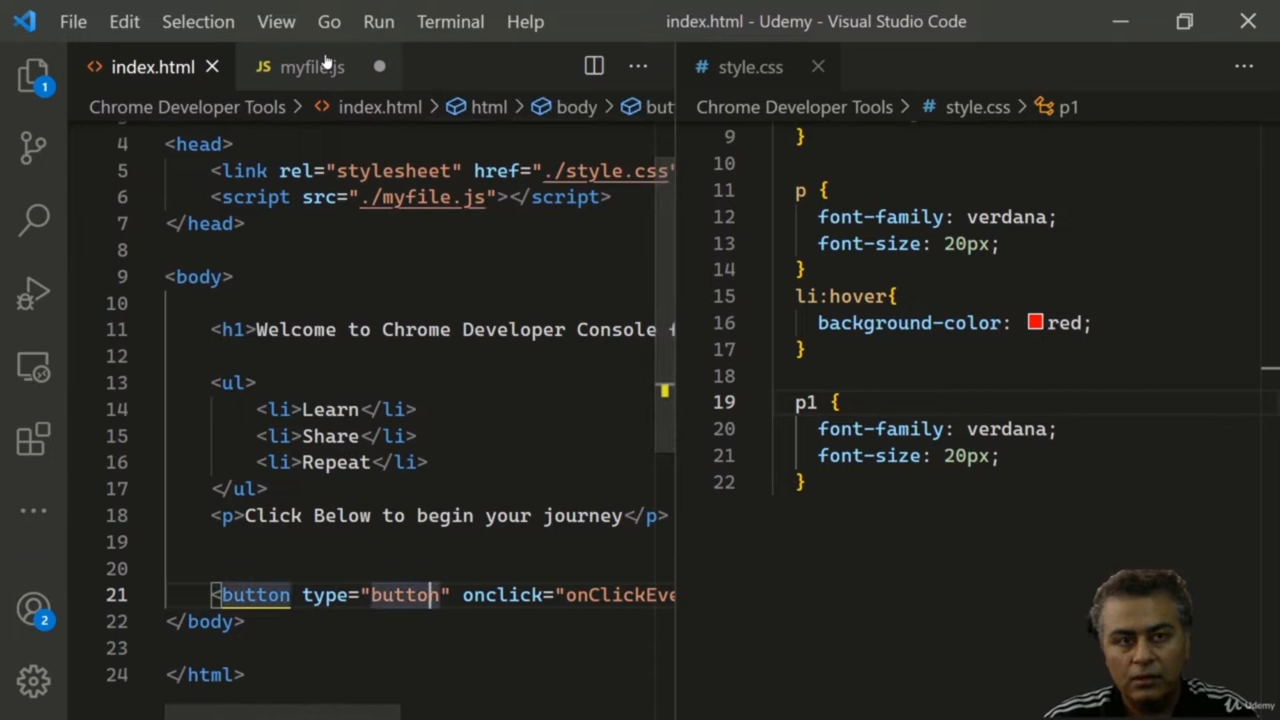 File Edit Selection View Go Run Terminal Help index.html - Udemy - Visual Studio Code
index.html
JS myfile.js
# style.css
Chrome Developer Tools > index.html > html > body >
4 <head>
5 <link rel="stylesheet" href="./style.css"
6 <script src="./myfile.js"></script>
7 </head>
8
9 <body>
10
11 <h1>Welcome to Chrome Developer Console
12
13 <ul>
14 <li>Learn</li>
15 <li>Share</li>
16 <li>Repeat</li>
17 </ul>
18 <p>Click Below to begin your journey</p>
19
20
21 <button type="button" onclick="onClickEve
22 </body>
23
24 </html>
Chrome Developer Tools > # style.css > p1
9 }
10
11 p {
12 font-family: verdana;
13 font-size: 20px;
14 }
15 li:hover{
16 background-color: red;
17 }
18
19 p1 {
20 font-family: verdana;
21 font-size: 20px;
22 }
1
2
Udemy